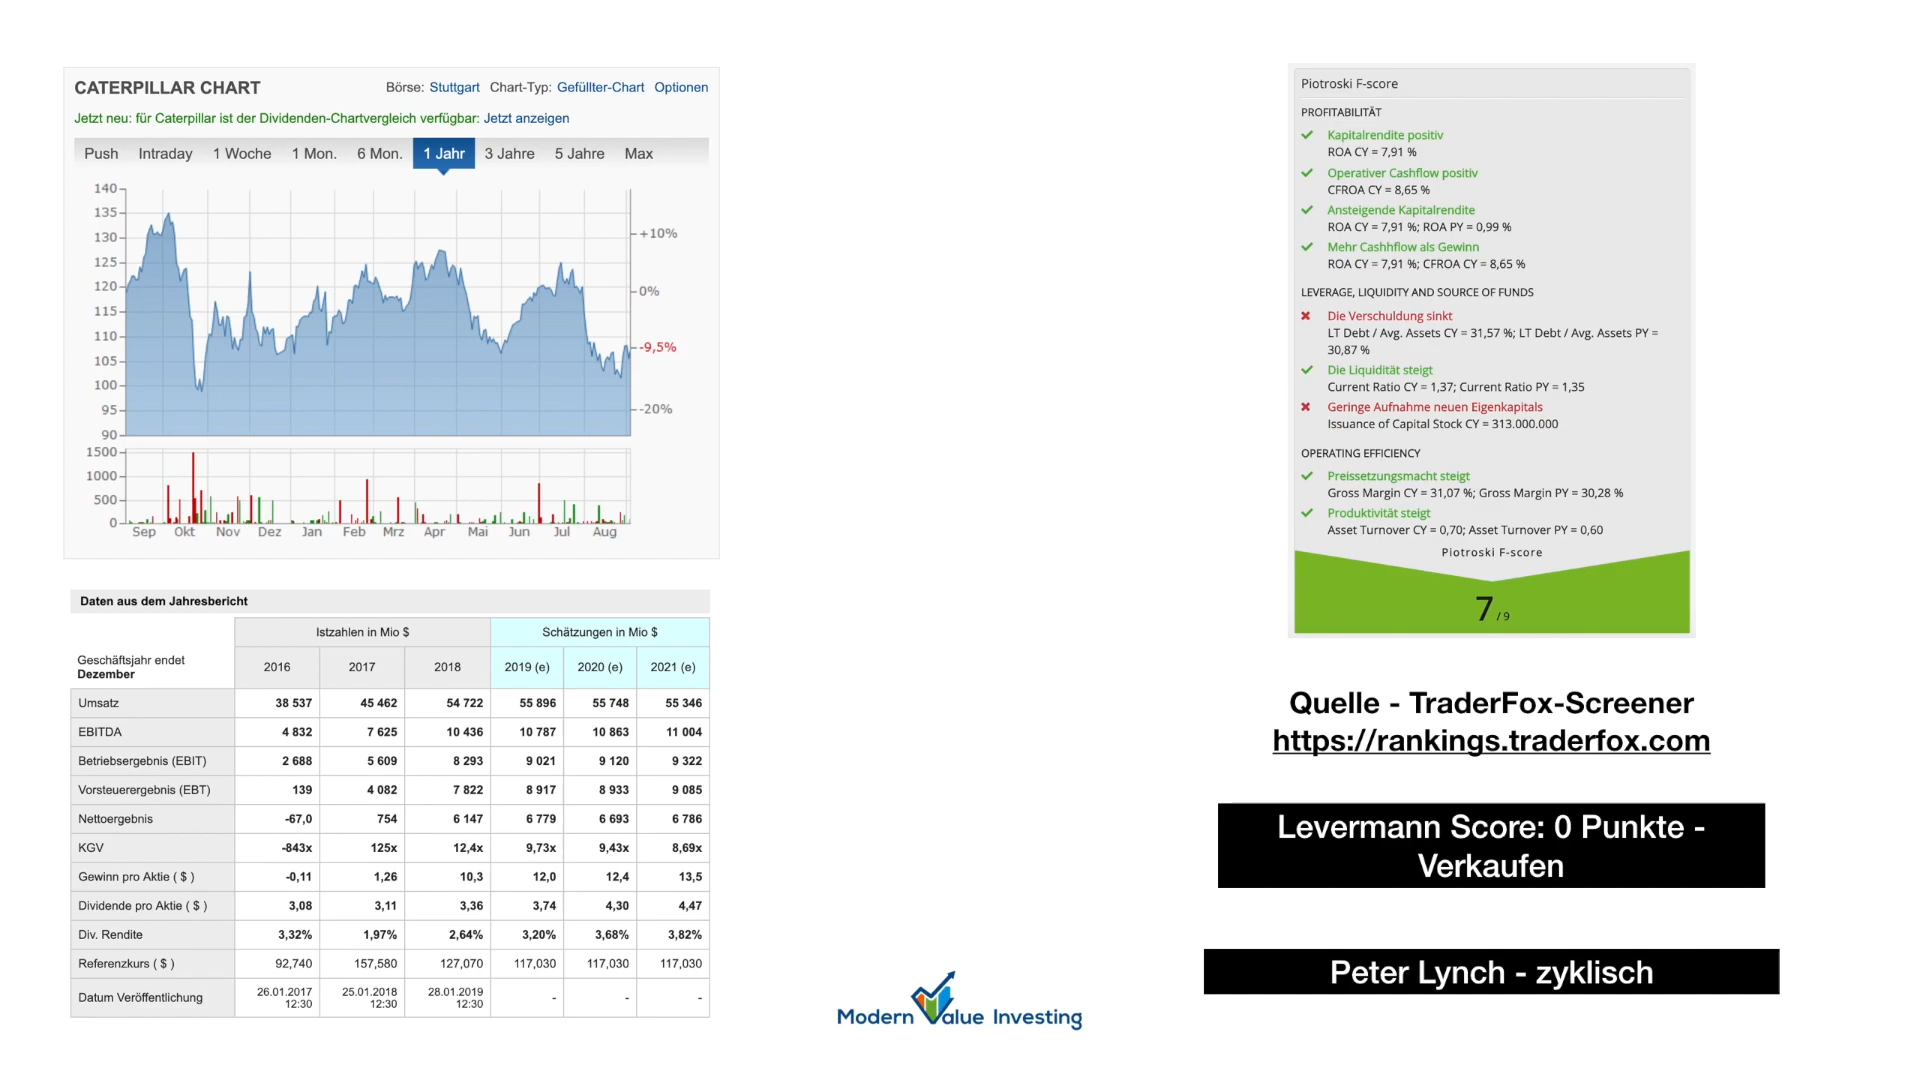 CATERPILLAR CHART
Börse: Stuttgart Chart-Typ: Gefüllter-Chart Optionen
Jetzt neu: für Caterpillar ist der Dividenden-Chartvergleich verfügbar: Jetzt anzeigen
Push Intraday 1 Woche 1 Mon. 6 Mon. 1 Jahr 3 Jahre 5 Jahre Max
140
135
130
125
120
115
110
105
100
95
90
+10%
0%
-9,5%
-20%
1500
1000
500
0
Sep Okt Nov Dez Jan Feb Mrz Apr Mai Jun Jul Aug
Daten aus dem Jahresbericht
Istzahlen in Mio $ Schätzungen in Mio $
Geschäftsjahr endet
Dezember
2016 2017 2018 2019 (e) 2020 (e) 2021 (e)
Umsatz 38 537 45 462 54 722 55 896 55 748 55 346
EBITDA 4 832 7 625 10 436 10 787 10 863 11 004
Betriebsergebnis (EBIT) 2 688 5 609 8 293 9 021 9 120 9 322
Vorsteuerergebnis (EBT) 139 4 082 7 822 8 917 8 933 9 085
Nettoergebnis -67,0 754 6 147 6 779 6 693 6 786
KGV -843x 125x 12,4x 9,73x 9,43x 8,69x
Gewinn pro Aktie ( $ ) -0,11 1,26 10,3 12,0 12,4 13,5
Dividende pro Aktie ( $ ) 3,08 3,11 3,36 3,74 4,30 4,47
Div. Rendite 3,32% 1,97% 2,64% 3,20% 3,68% 3,82%
Referenzkurs ( $ ) 92,740 157,580 127,070 117,030 117,030 117,030
Datum Veröffentlichung 26.01.2017 25.01.2018 28.01.2019 - - -
12:30 12:30 12:30
Modern Value Investing
Piotroski F-score
PROFITABILITÄT
Kapitalrendite positiv
ROA CY = 7,91 %
Operativer Cashflow positiv
CFROA CY = 8,65 %
Ansteigende Kapitalrendite
ROA CY = 7,91 %; ROA PY = 0,99 %
Mehr Cashhflow als Gewinn
ROA CY = 7,91 %; CFROA CY = 8,65 %
LEVERAGE, LIQUIDITY AND SOURCE OF FUNDS
Die Verschuldung sinkt
LT Debt / Avg. Assets CY = 31,57 %; LT Debt / Avg. Assets PY =
30,87 %
Die Liquidität steigt
Current Ratio CY = 1,37; Current Ratio PY = 1,35
Geringe Aufnahme neuen Eigenkapitals
Issuance of Capital Stock CY = 313.000.000
OPERATING EFFICIENCY
Preissetzungsmacht steigt
Gross Margin CY = 31,07 %; Gross Margin PY = 30,28 %
Produktivität steigt
Asset Turnover CY = 0,70; Asset Turnover PY = 0,60
Piotroski F-score
7 / 9
Quelle - TraderFox-Screener
https://rankings.traderfox.com
Levermann Score: 0 Punkte -
Verkaufen
Peter Lynch - zyklisch